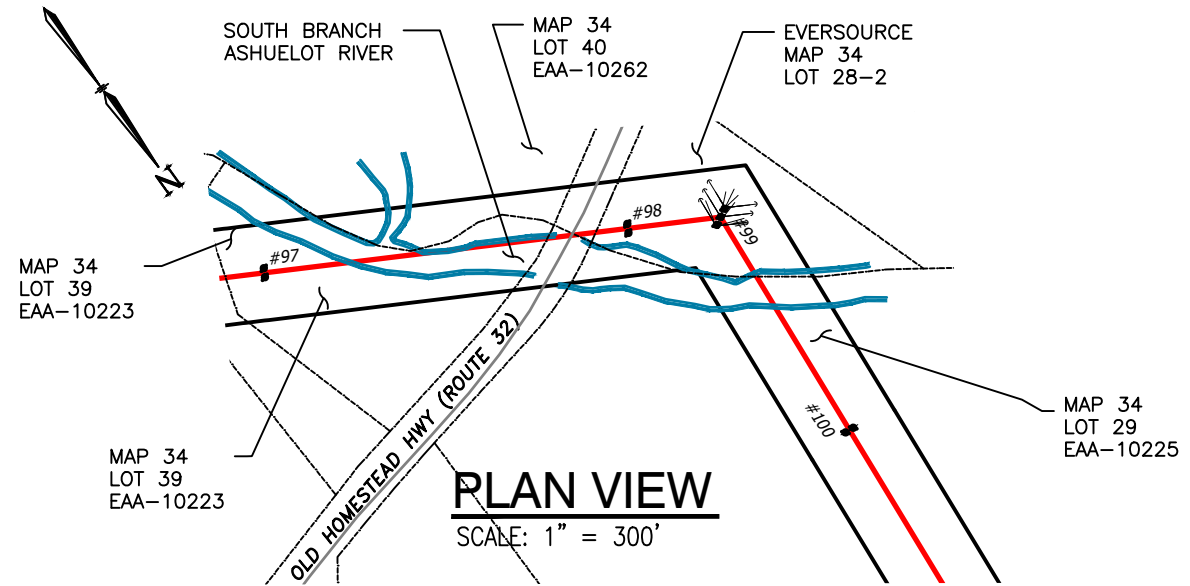 SOUTH BRANCH
ASHUELOT RIVER
MAP 34
LOT 40
EAA-10262
EVERSOURCE
MAP 34
LOT 28-2
N
#97
#98
#99
MAP 34
LOT 39
EAA-10223
MAP 34
LOT 39
EAA-10223
OLD HOMESTEAD HWY (ROUTE 32)
#100
MAP 34
LOT 29
EAA-10225
PLAN VIEW
SCALE: 1" = 300'